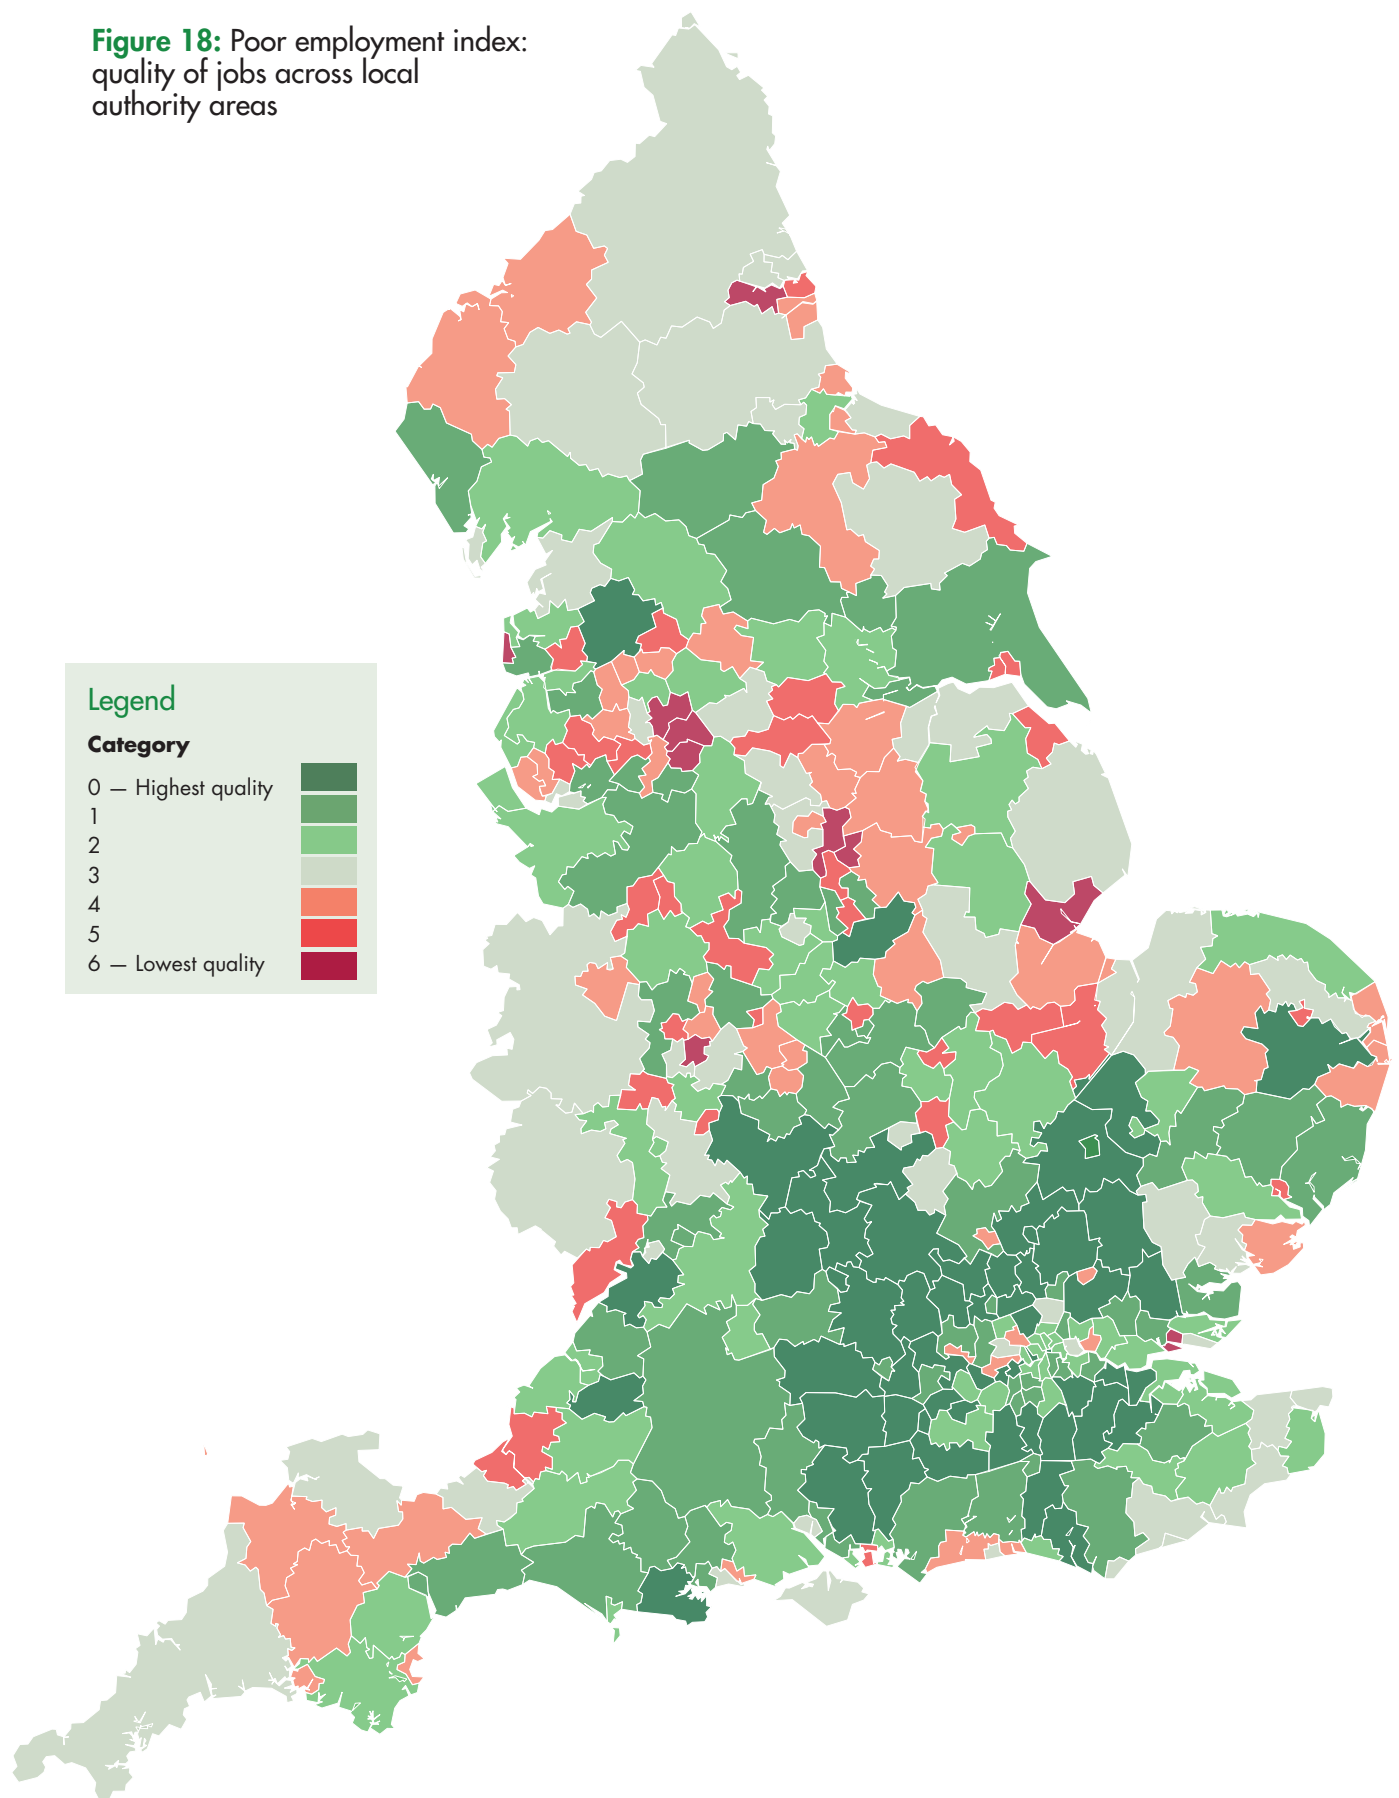 Figure 18: Poor employment index:
quality of jobs across local
authority areas
Legend
Category
0 — Highest quality
1
2
3
4
5
6 — Lowest quality